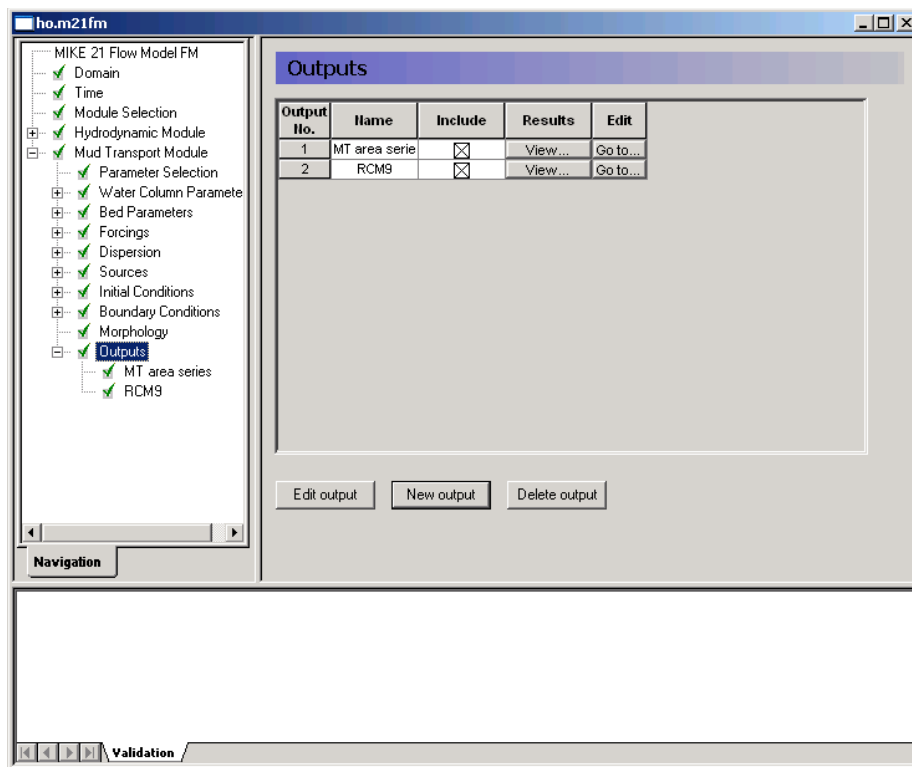 ho.m21fm
MIKE 21 Flow Model FM
Domain
Time
Module Selection
Hydrodynamic Module
Mud Transport Module
Parameter Selection
Water Column Paramete
Bed Parameters
Forcings
Dispersion
Sources
Initial Conditions
Boundary Conditions
Morphology
Outputs
MT area series
RCM9
Navigation
Outputs
Output No. Name Include Results Edit
1 MT area serie View... Go to...
2 RCM9 View... Go to...
Edit output New output Delete output
Validation